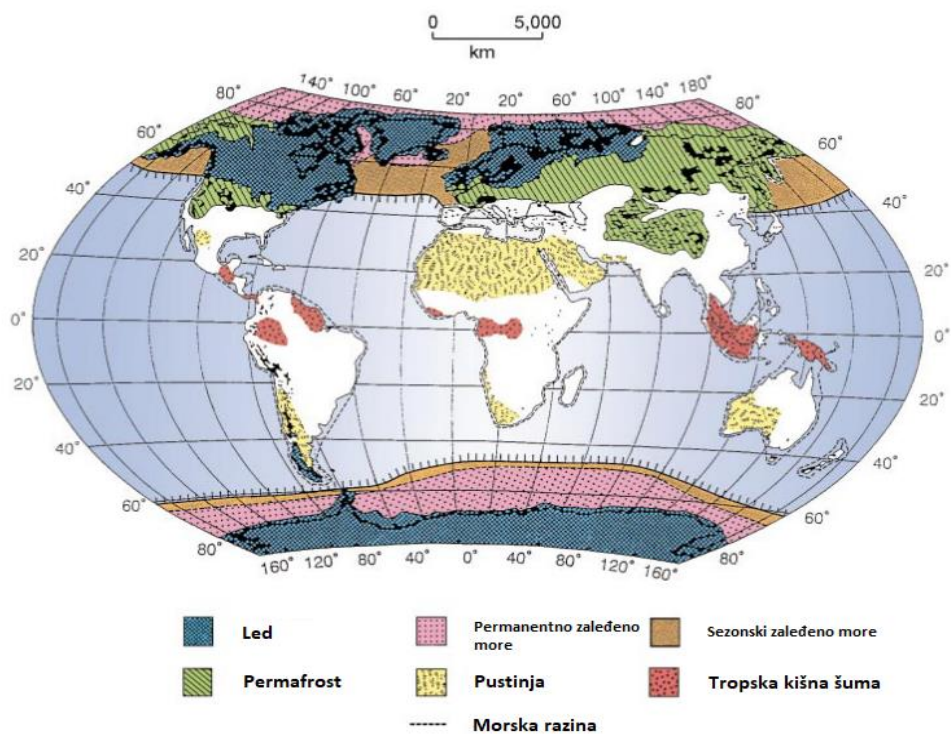 0 5,000
km
140° 100° 60° 20° 20° 60° 100° 140° 180°
80° 80°
60° 60°
40° 40°
20° 20°
0° 0°
20° 20°
40° 40°
60° 60°
80° 80°
160° 120° 80° 40° 0° 40° 80° 120° 160°
Led
Permanentno zaleđeno
more
Sezonski zaleđeno more
Permafrost
Pustinja
Tropska kišna šuma
Morska razina